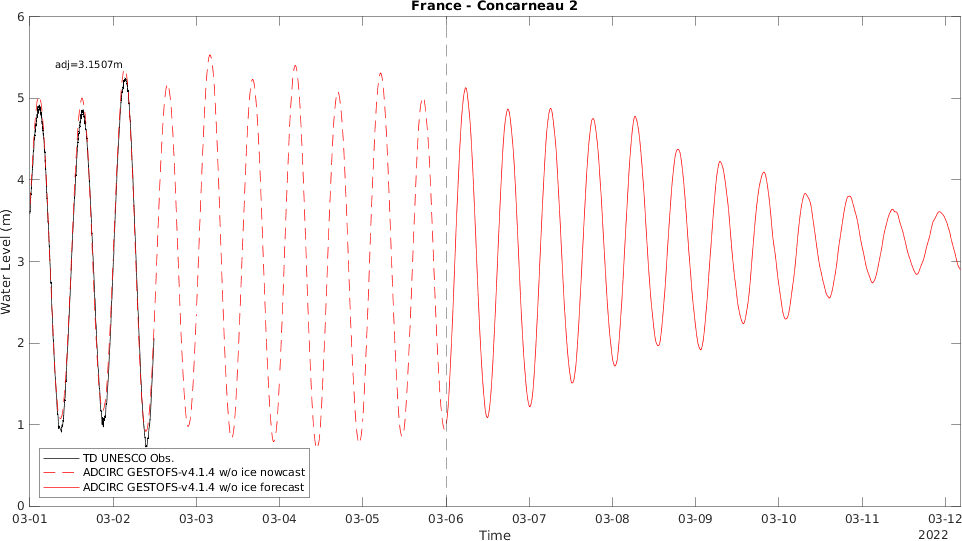 France - Concarneau 2
adj=3.1507m
6
5
4
3
2
1
0
Water Level (m)
TD UNESCO Obs.
ADCIRC GESTOFS-v4.1.4 w/o ice nowcast
ADCIRC GESTOFS-v4.1.4 w/o ice forecast
03-01 03-02 03-03 03-04 03-05 03-06 03-07 03-08 03-09 03-10 03-11 03-12
Time
2022